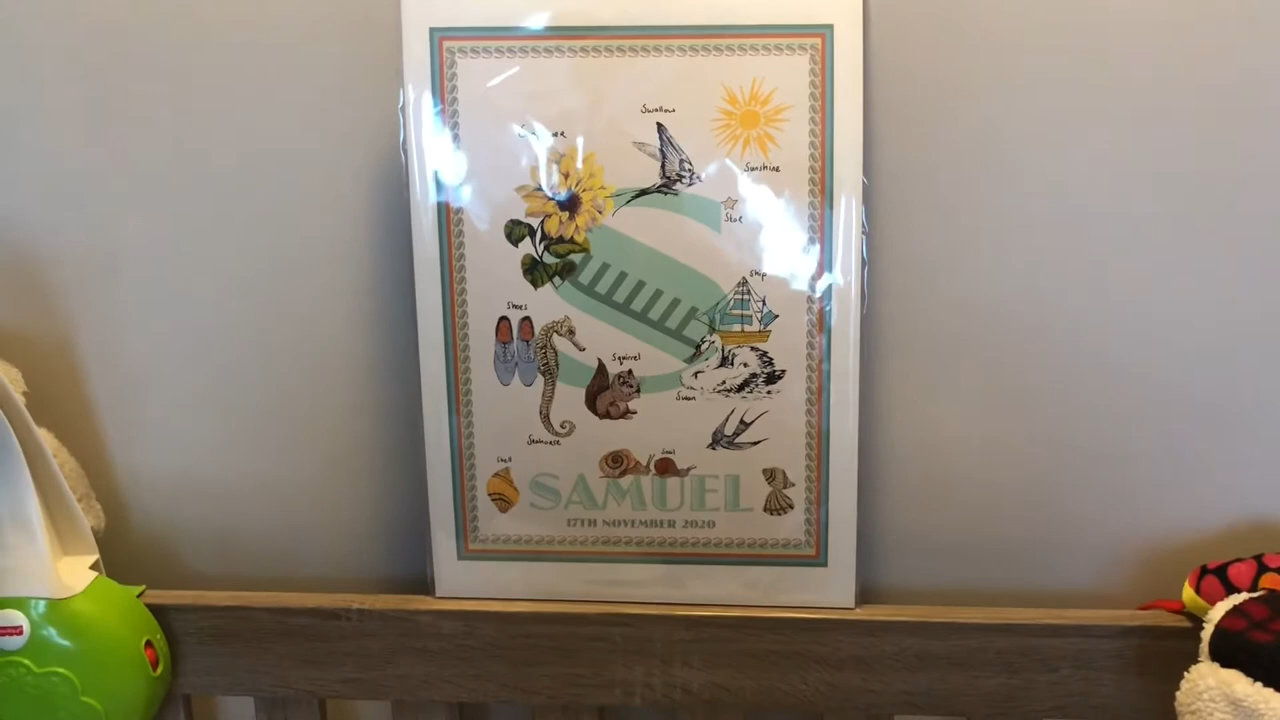 Swallow
Sunshine
Star
Ship
Shoes
Squirrel
Swan
Seahorse
Snail
Shell
SAMUEL
17TH NOVEMBER 2020